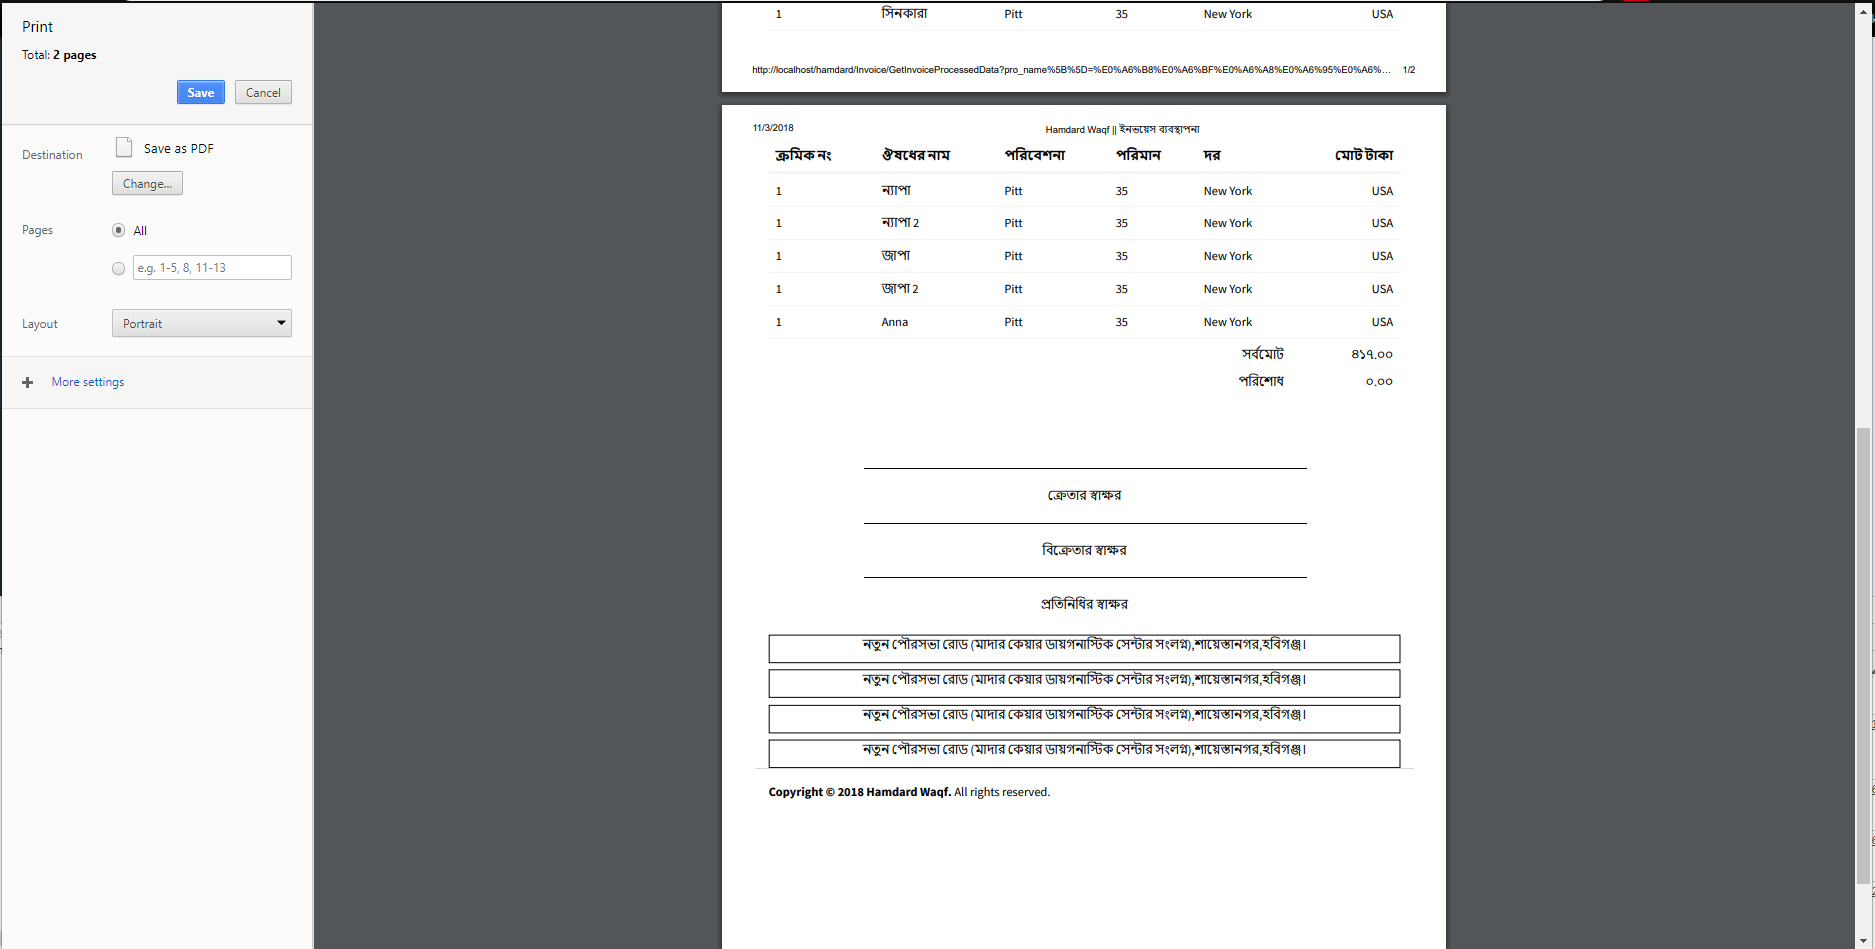 Print
Total: 2 pages
Save Cancel
Destination Save as PDF
Change...
Pages All
e.g. 1-5, 8, 11-13
Layout Portrait
More settings
1 সিনকারা Pitt 35 New York USA
http://localhost/hamdard/Invoice/GetInvoiceProcessedData?pro_name%5B%5D=%E0%A6%B8%E0%A6%BF%E0%A6%A8%E0%A6%95%E0%A6%... 1/2
11/3/2018 Hamdard Waqf || ইনভয়েস ব্যবস্থাপনা
ক্রমিক নং ঔষধের নাম পরিবেশনা পরিমান দর মোট টাকা
1 ন্যাপা Pitt 35 New York USA
1 ন্যাপা 2 Pitt 35 New York USA
1 জাপা Pitt 35 New York USA
1 জাপা 2 Pitt 35 New York USA
1 Anna Pitt 35 New York USA
সর্বমোট ৪১৭.০০
পরিশোধ ০.০০
ক্রেতার স্বাক্ষর
বিক্রেতার স্বাক্ষর
প্রতিনিধির স্বাক্ষর
নতুন পৌরসভা রোড (মাদার কেয়ার ডায়গনাস্টিক সেন্টার সংলগ্ন),শায়েস্তানগর,হবিগঞ্জ।
নতুন পৌরসভা রোড (মাদার কেয়ার ডায়গনাস্টিক সেন্টার সংলগ্ন),শায়েস্তানগর,হবিগঞ্জ।
নতুন পৌরসভা রোড (মাদার কেয়ার ডায়গনাস্টিক সেন্টার সংলগ্ন),শায়েস্তানগর,হবিগঞ্জ।
নতুন পৌরসভা রোড (মাদার কেয়ার ডায়গনাস্টিক সেন্টার সংলগ্ন),শায়েস্তানগর,হবিগঞ্জ।
Copyright © 2018 Hamdard Waqf. All rights reserved.